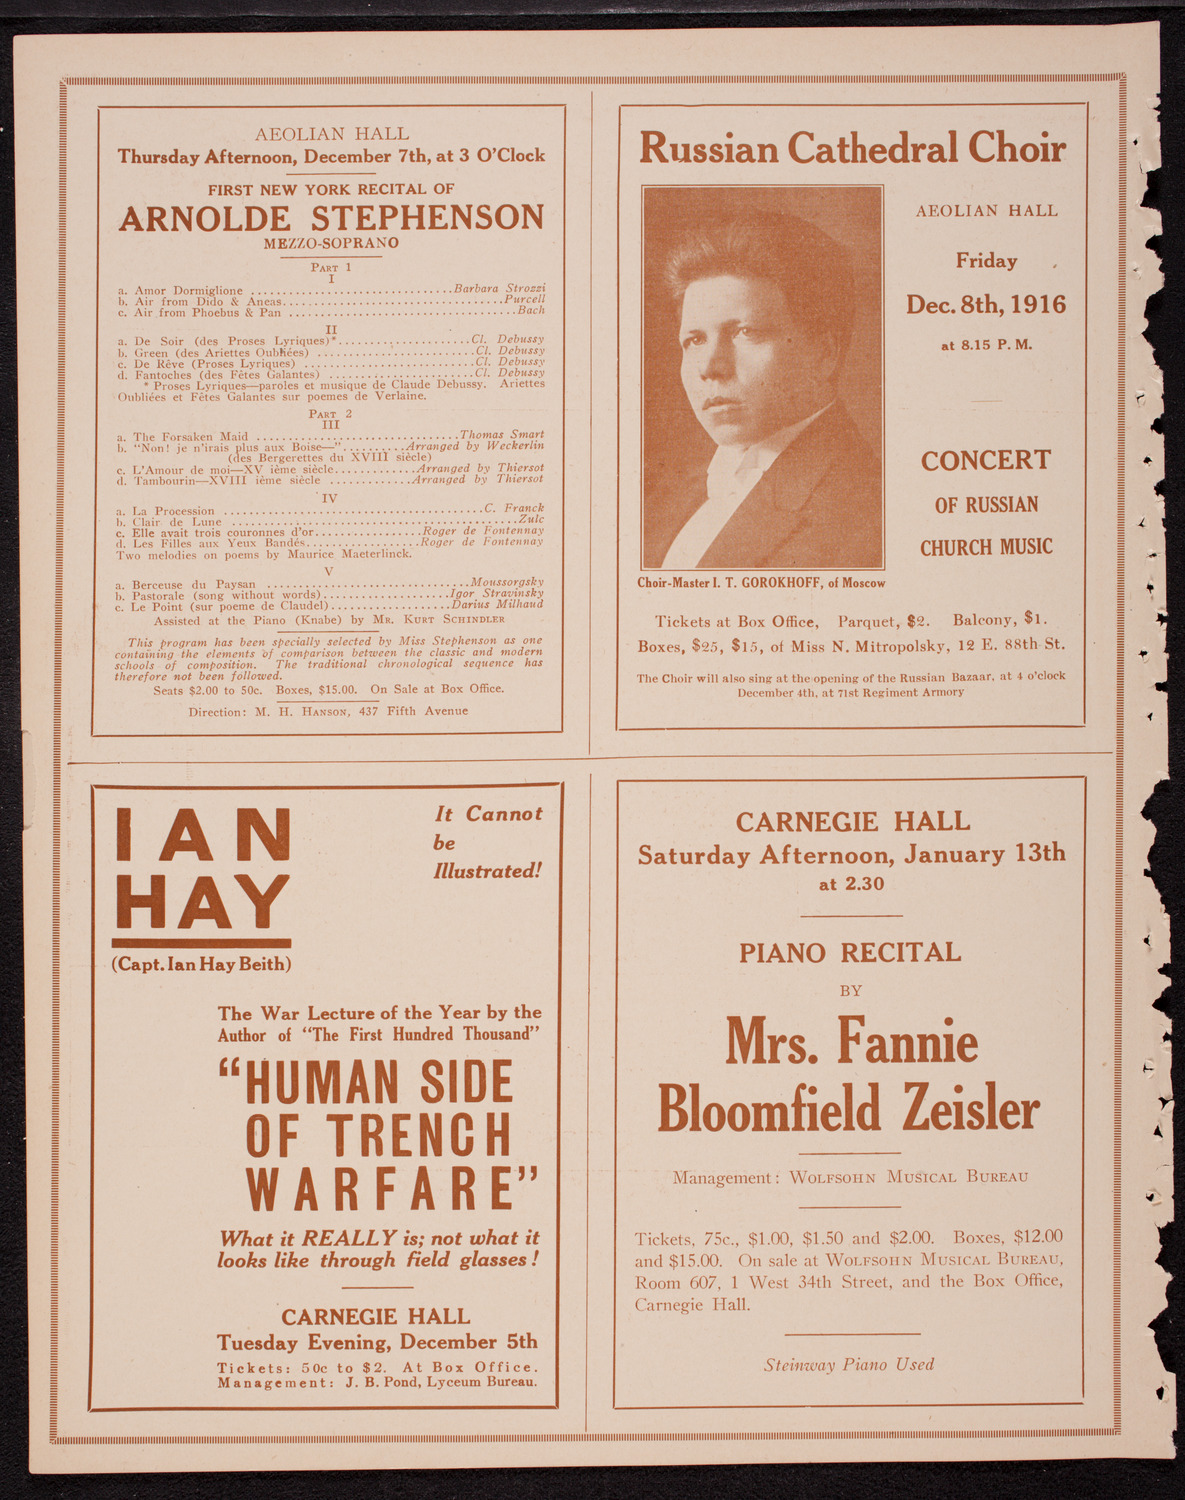 AEOLIAN HALL
Thursday Afternoon, December 7th, at 3 O'Clock
FIRST NEW YORK RECITAL OF
ARNOLDE STEPHENSON
MEZZO-SOPRANO
PART 1
I
a. Amor Dormiglione ..............................Barbara Strozzi
b. Air from Dido & Aneas.................................Purcell
c. Air from Phoebus & Pan ..................................Bach
II
a. De Soir (des Proses Lyriques)*....................Cl. Debussy
b. Green (des Ariettes Oubliées) .......................Cl. Debussy
c. De Rêve (Proses Lyriques) .........................Cl. Debussy
d. Fantoches (des Fêtes Galantes) .....................Cl. Debussy
* Proses Lyriques—paroles et musique de Claude Debussy. Ariettes
Oubliées et Fêtes Galantes sur poemes de Verlaine.
PART 2
III
a. The Forsaken Maid ..............................Thomas Smart
b. "Non! je n'irais plus aux Boise—".........Arranged by Weckerlin
(des Bergerettes du XVIII siècle)
c. L'Amour de moi—XV ième siècle............Arranged by Thiersot
d. Tambourin—XVIII ième siècle ............Arranged by Thiersot
IV
a. La Procession ......................................C. Franck
b. Clair de Lune ..........................................Zulc
c. Elle avait trois couronnes d'or................Roger de Fontennay
d. Les Filles aux Yeux Bandés.................Roger de Fontennay
Two melodies on poems by Maurice Maeterlinck.
V
a. Berceuse du Paysan ..............................Moussorgsky
b. Pastorale (song without words)...................Igor Stravinsky
c. Le Point (sur poeme de Claudel)..................Darius Milhaud
Assisted at the Piano (Knabe) by MR. KURT SCHINDLER
This program has been specially selected by Miss Stephenson as one
containing the elements of comparison between the classic and modern
schools of composition. The traditional chronological sequence has
therefore not been followed.
Seats $2.00 to 50c. Boxes, $15.00. On Sale at Box Office.
Direction: M. H. HANSON, 437 Fifth Avenue
Russian Cathedral Choir
AEOLIAN HALL
Friday
Dec. 8th, 1916
at 8.15 P. M.
CONCERT
OF RUSSIAN
CHURCH MUSIC
Choir-Master I. T. GOROKHOFF, of Moscow
Tickets at Box Office, Parquet, $2. Balcony, $1.
Boxes, $25, $15, of Miss N. Mitropolsky, 12 E. 88th St.
The Choir will also sing at the opening of the Russian Bazaar, at 4 o'clock
December 4th, at 71st Regiment Armory
IAN
HAY
(Capt. Ian Hay Beith)
It Cannot
be
Illustrated!
The War Lecture of the Year by the
Author of "The First Hundred Thousand"
"HUMAN SIDE
OF TRENCH
WARFARE"
What it REALLY is; not what it
looks like through field glasses!
CARNEGIE HALL
Tuesday Evening, December 5th
Tickets: 50c to $2. At Box Office.
Management: J. B. Pond, Lyceum Bureau.
CARNEGIE HALL
Saturday Afternoon, January 13th
at 2.30
PIANO RECITAL
BY
Mrs. Fannie
Bloomfield Zeisler
Management: WOLFSOHN MUSICAL BUREAU
Tickets, 75c., $1.00, $1.50 and $2.00. Boxes, $12.00
and $15.00. On sale at WOLFSOHN MUSICAL BUREAU,
Room 607, 1 West 34th Street, and the Box Office,
Carnegie Hall.
Steinway Piano Used